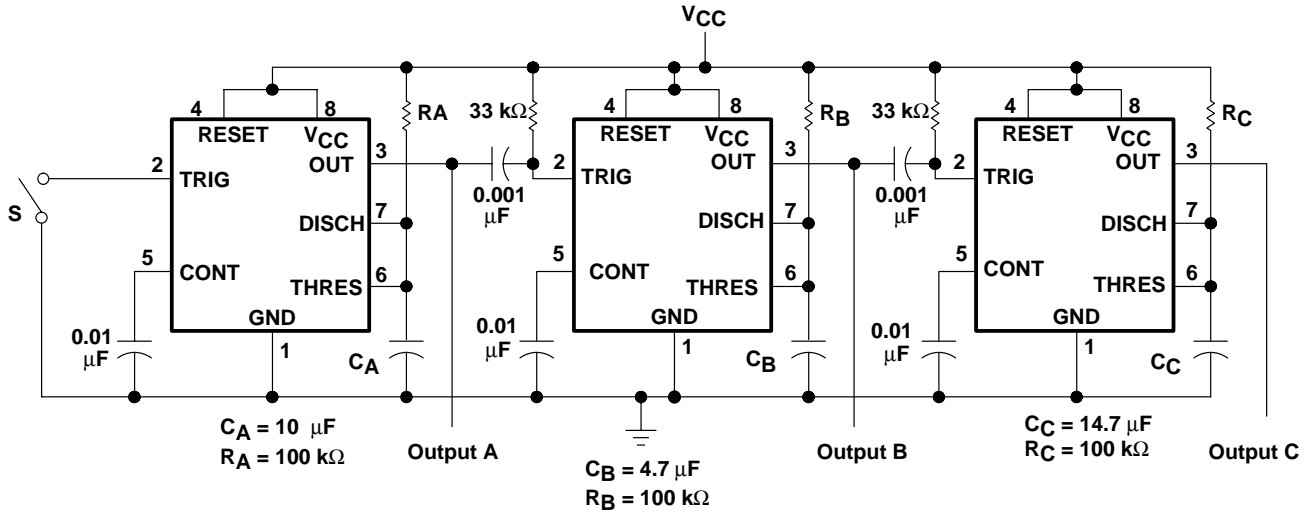 VCC
4
8
RA
33 kΩ
4
8
RB
33 kΩ
4
8
RC
RESET
VCC
RESET
VCC
RESET
VCC
2
TRIG
OUT
3
2
TRIG
OUT
3
2
TRIG
OUT
3
S
0.001
μF
0.001
μF
DISCH
7
DISCH
7
DISCH
7
5
CONT
5
CONT
5
CONT
THRES
6
THRES
6
THRES
6
GND
GND
GND
0.01
μF
1
CA
0.01
μF
1
CB
0.01
μF
1
CC
CA = 10 μF
RA = 100 kΩ
Output A
CB = 4.7 μF
RB = 100 kΩ
Output B
CC = 14.7 μF
RC = 100 kΩ
Output C